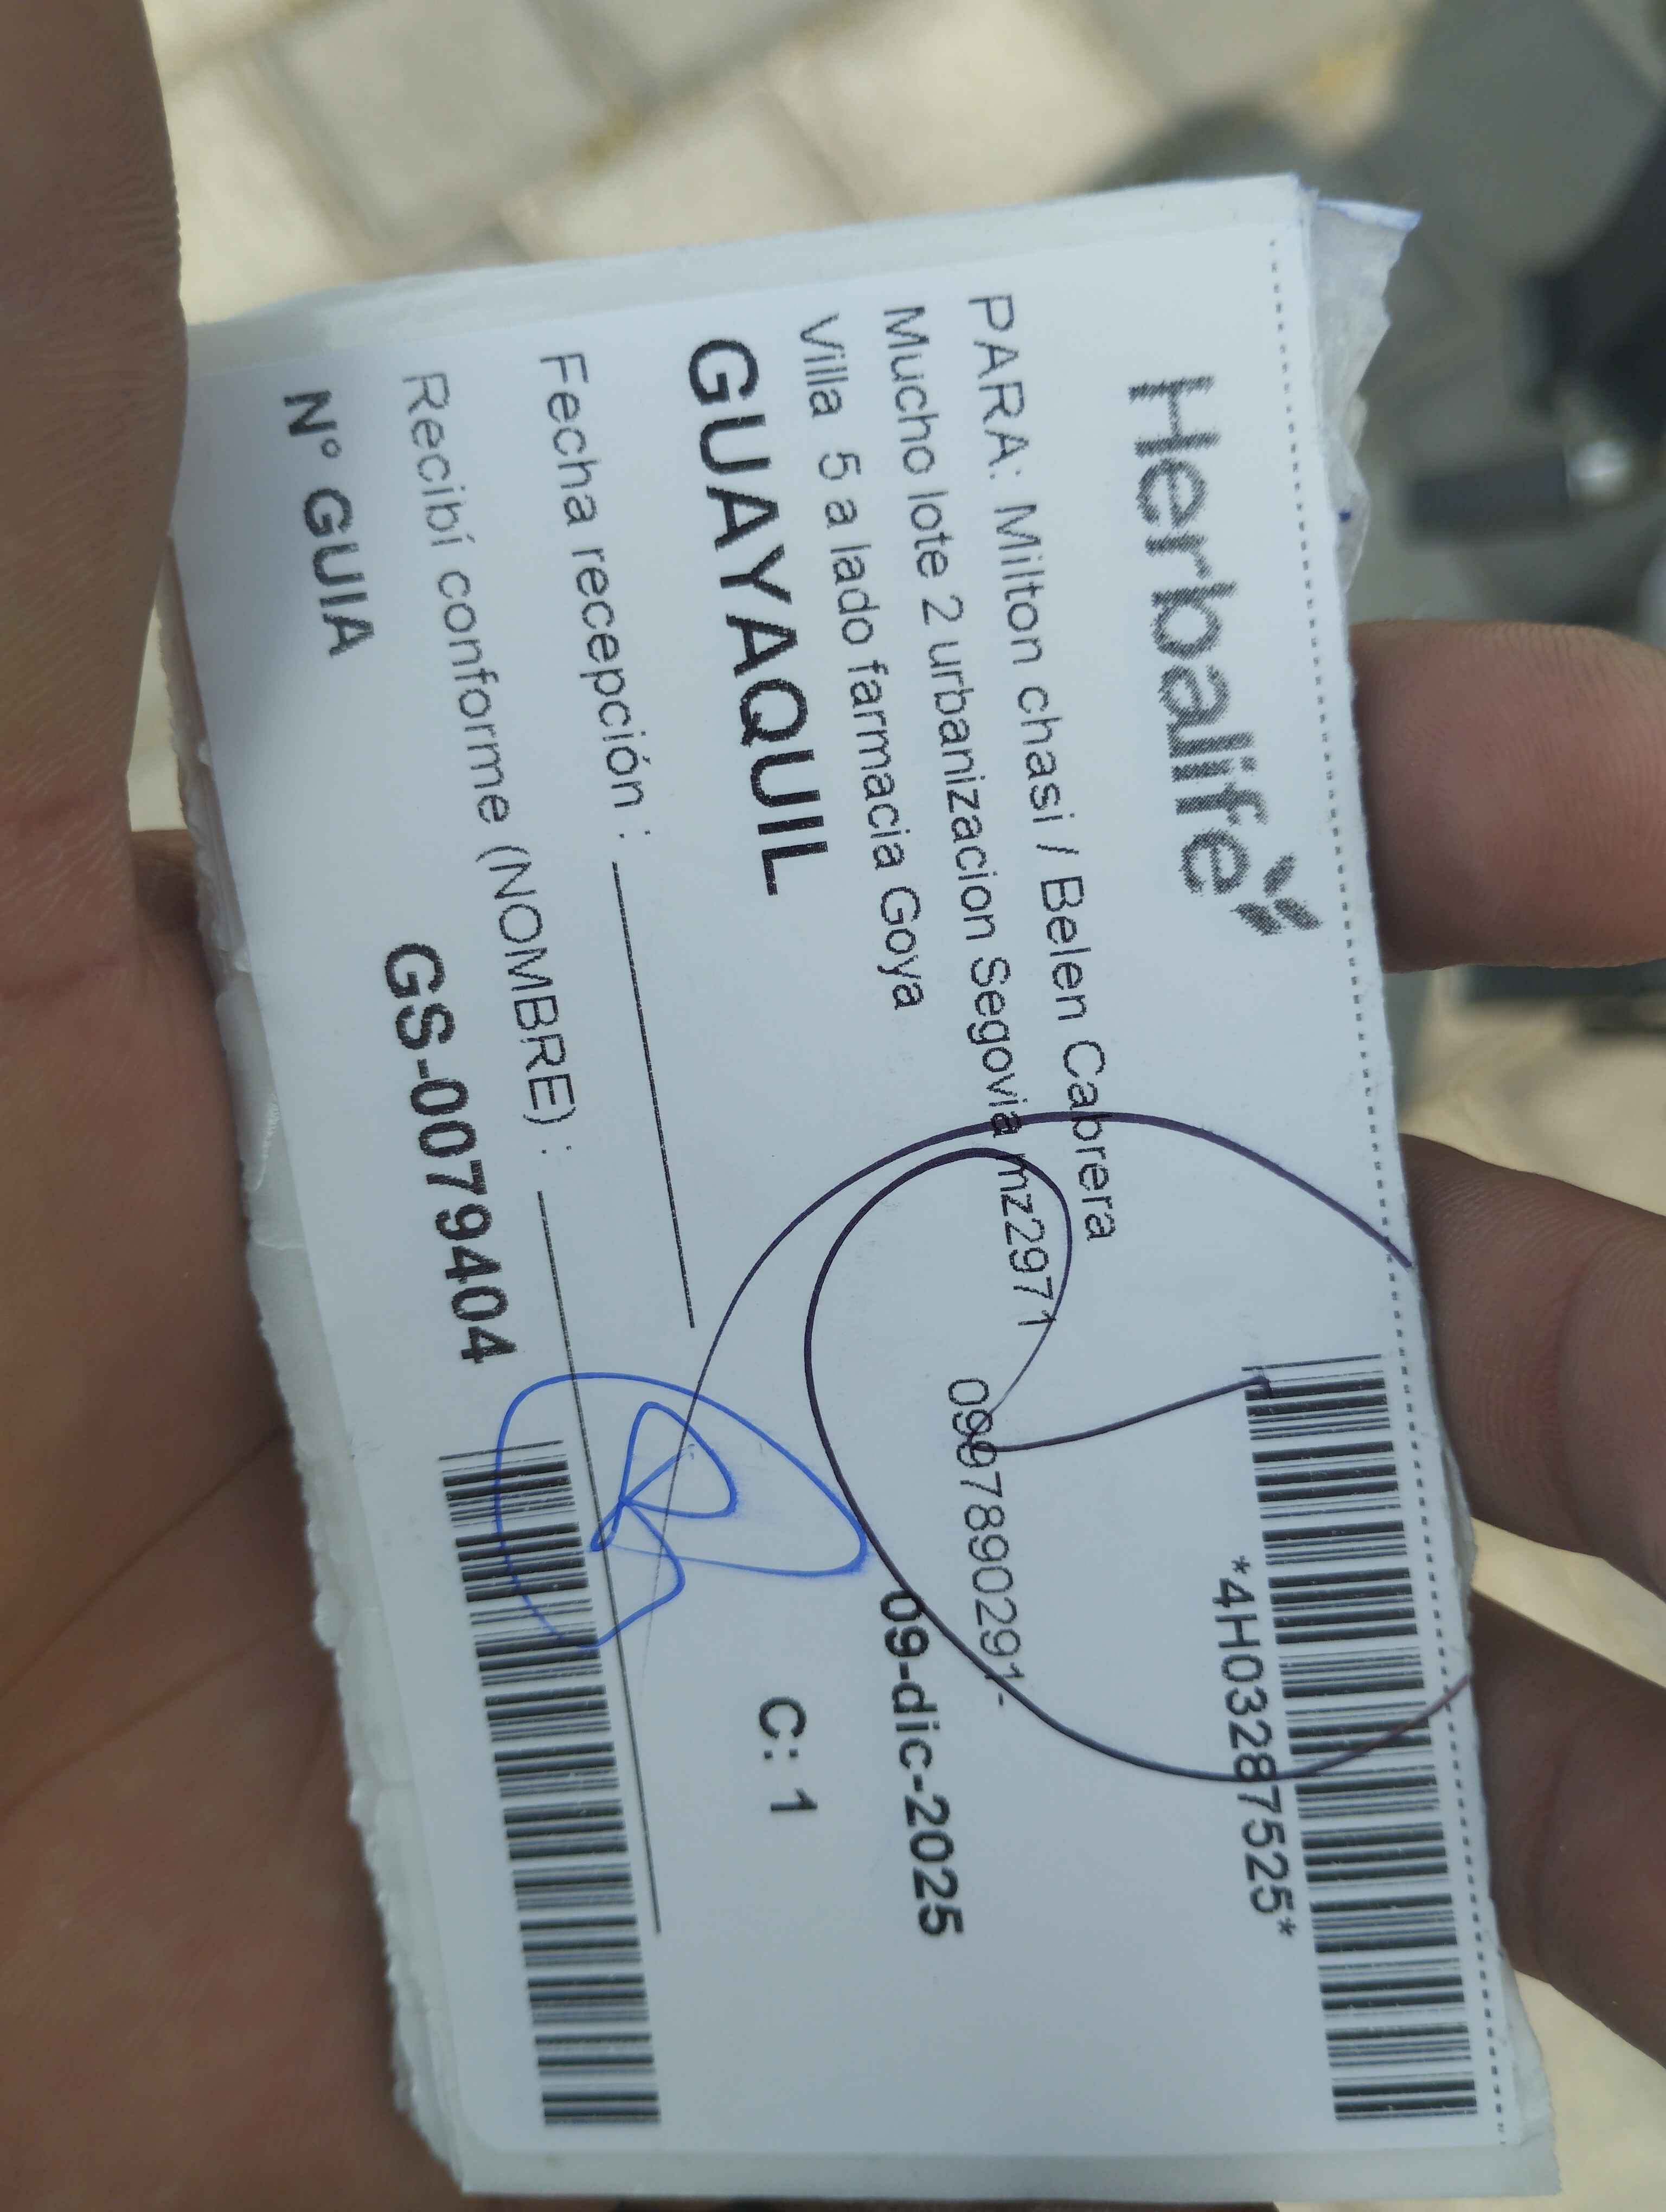 Herbalife
*4H03287525*
PARA: Milton chasi / Belen Cabrera
Mucho lote 2 urbanizacion Segovia mz2971
Villa 5 a lado farmacia Goya
0997890291-
09-dic-2025
GUAYAQUIL
C: 1
Fecha recepción :
Recibí conforme (NOMBRE) :
N° GUIA
GS-0079404